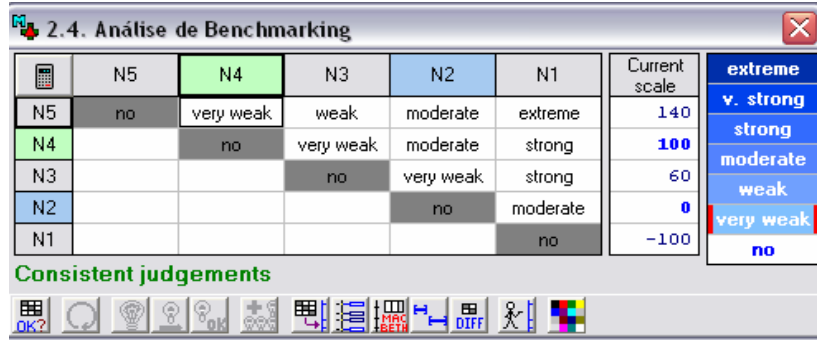 2.4. Análise de Benchmarking
N5 N4 N3 N2 N1 Current scale
N5 no very weak weak moderate extreme 140
N4 no very weak moderate strong 100
N3 no very weak strong 60
N2 no moderate 0
N1 no -100
extreme
v. strong
strong
moderate
weak
very weak
no
Consistent judgements
OK? OK MAC BETH DIFF